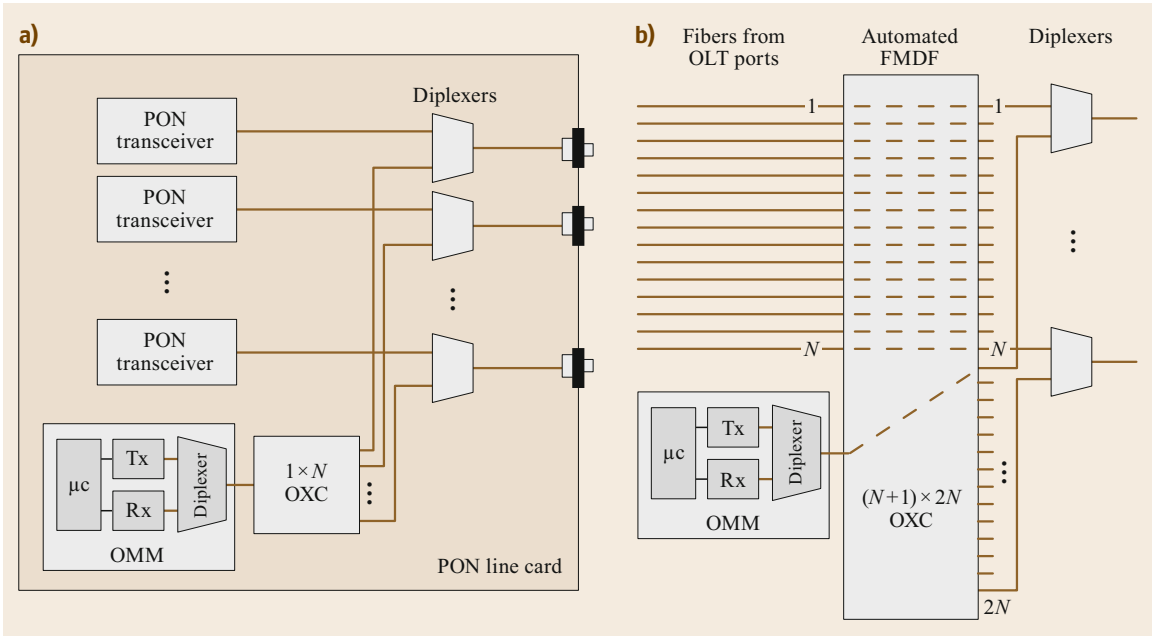 a)
Diplexers
PON
transceiver
PON
transceiver
PON
transceiver
μc
Tx
Rx
Diplexer
OMM
1 × N
OXC
PON line card
b)
Fibers from
OLT ports
Automated
FMDF
Diplexers
1
1
N
N
μc
Tx
Rx
Diplexer
OMM
(N+1) × 2N
OXC
2N